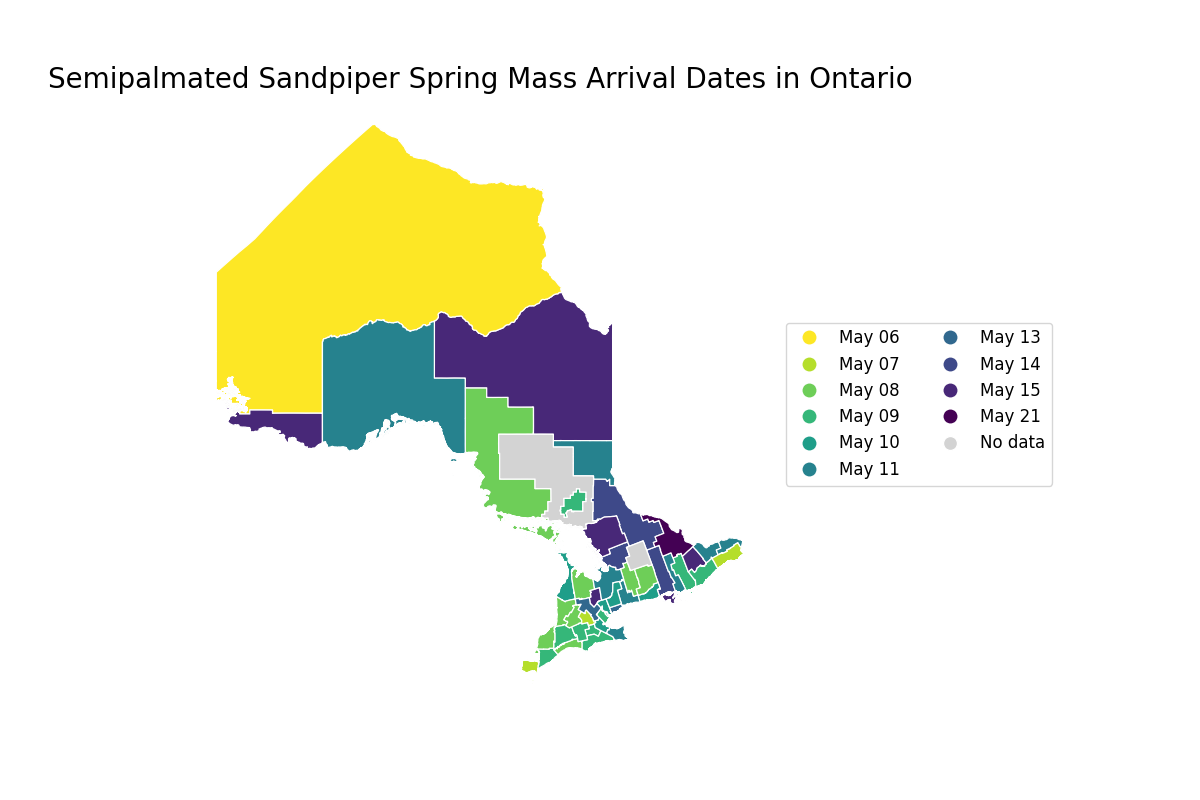 Semipalmated Sandpiper Spring Mass Arrival Dates in Ontario
May 06
May 07
May 08
May 09
May 10
May 11
May 13
May 14
May 15
May 21
No data